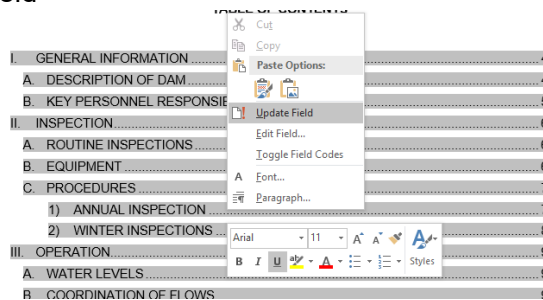 TABLE OF CONTENTS
Cut
Copy
Paste Options:
I. GENERAL INFORMATION
A. DESCRIPTION OF DAM
B. KEY PERSONNEL
Update Field
II. INSPECTION
Edit Field...
A. ROUTINE INSPECTIONS
Toggle Field Codes
B. EQUIPMENT
A Font...
C. PROCEDURES
Paragraph...
1) ANNUAL INSPECTION
2) WINTER INSPECTIONS
Arial 11 A A A
III. OPERATION
B I U ab A Styles
A. WATER LEVELS
B. COORDINATION OF FLOWS